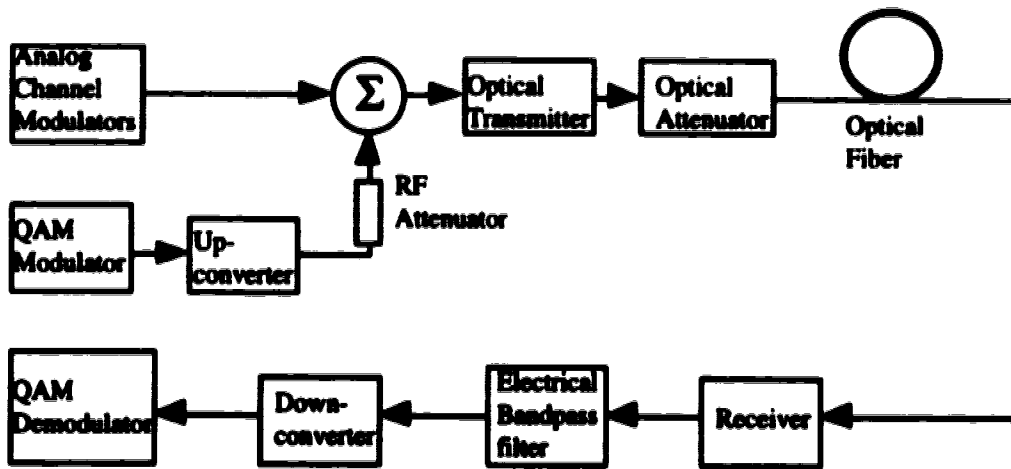 Analog
Channel
Modulators
Σ
Optical
Transmitter
Optical
Attenuator
Optical
Fiber
RF
Attenuator
QAM
Modulator
Up-
converter
QAM
Demodulator
Down-
converter
Electrical
Bandpass
filter
Receiver